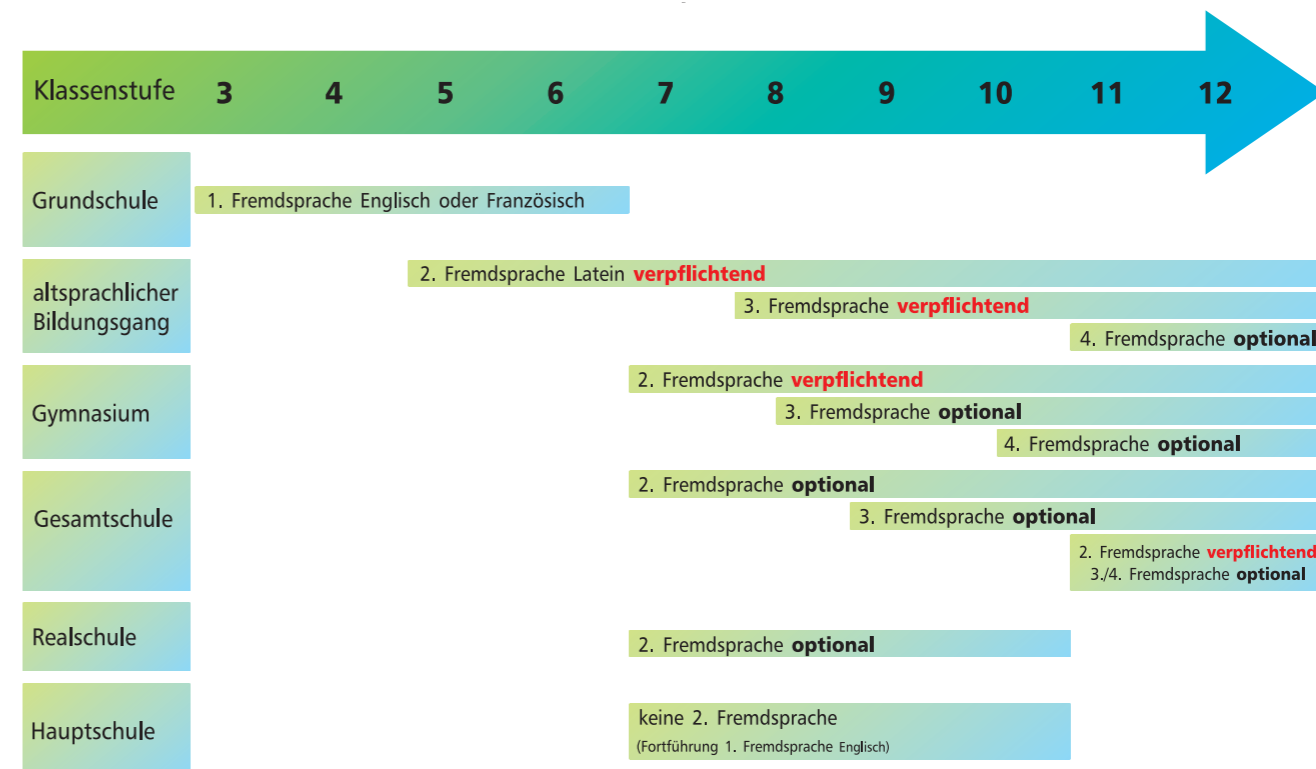 Klassenstufe 3 4 5 6 7 8 9 10 11 12
Grundschule
1. Fremdsprache Englisch oder Französisch
altsprachlicher
Bildungsgang
2. Fremdsprache Latein verpflichtend
3. Fremdsprache verpflichtend
4. Fremdsprache optional
Gymnasium
2. Fremdsprache verpflichtend
3. Fremdsprache optional
4. Fremdsprache optional
Gesamtschule
2. Fremdsprache optional
3. Fremdsprache optional
2. Fremdsprache verpflichtend
3./4. Fremdsprache optional
Realschule
2. Fremdsprache optional
Hauptschule
keine 2. Fremdsprache
(Fortführung 1. Fremdsprache Englisch)